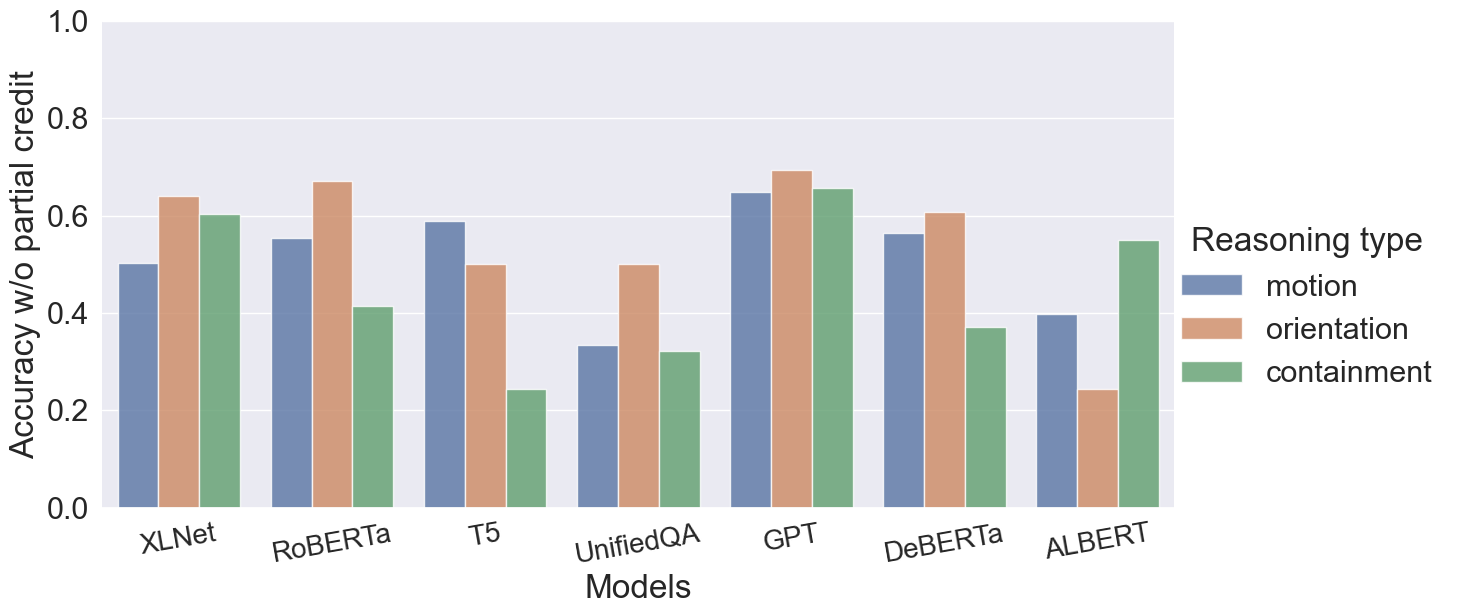 Accuracy w/o partial credit
1.0
0.8
0.6
0.4
0.2
0.0
XLNet RoBERTa T5 UnifiedQA GPT DeBERTa ALBERT
Models
Reasoning type
motion
orientation
containment